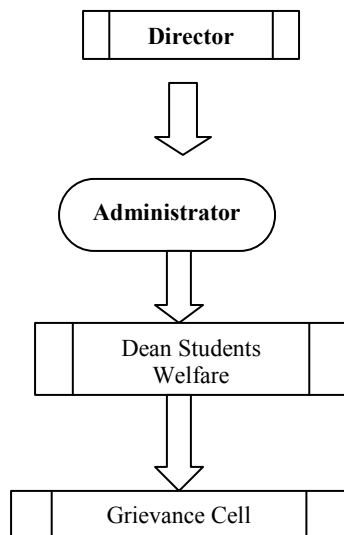 Director
Administrator
Dean Students
Welfare
Grievance Cell